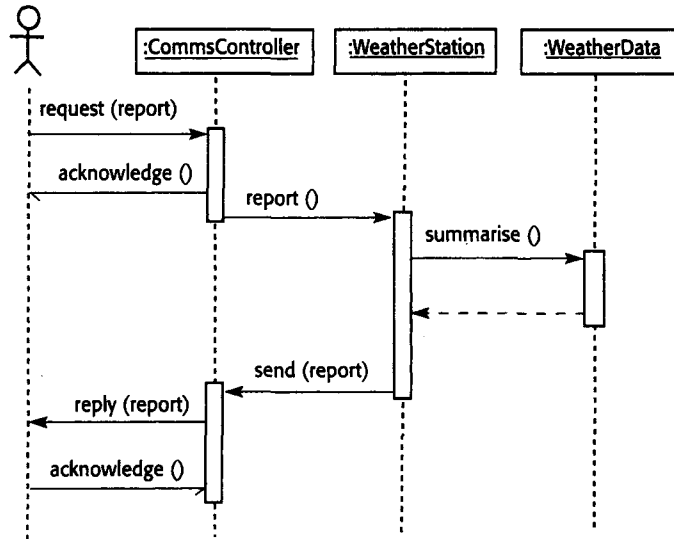 :CommsController
:WeatherStation
:WeatherData
request (report)
acknowledge ()
report ()
summarise ()
send (report)
reply (report)
acknowledge ()